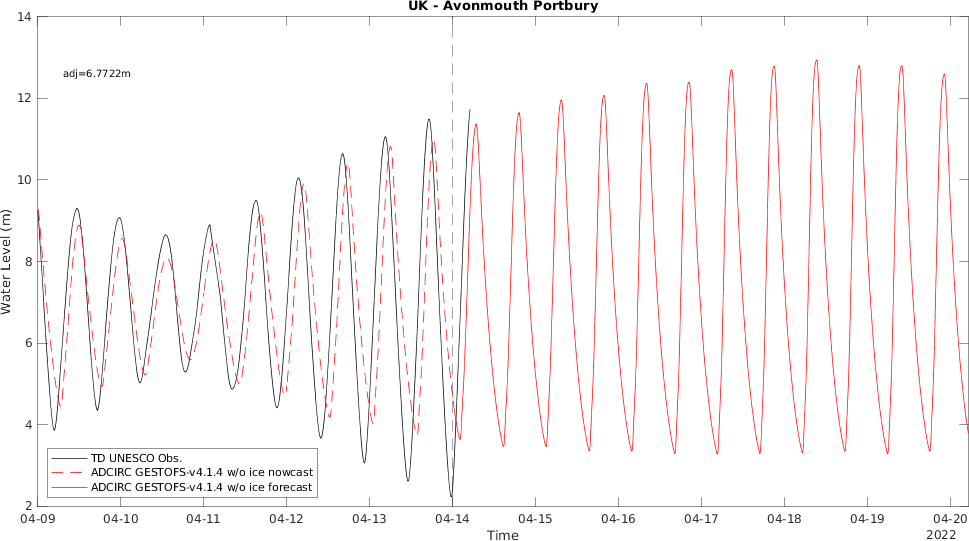 UK - Avonmouth Portbury
14
12
10
8
6
4
2
Water Level (m)
adj=6.7722m
TD UNESCO Obs.
ADCIRC GESTOFS-v4.1.4 w/o ice nowcast
ADCIRC GESTOFS-v4.1.4 w/o ice forecast
04-09 04-10 04-11 04-12 04-13 04-14 04-15 04-16 04-17 04-18 04-19 04-20
Time
2022